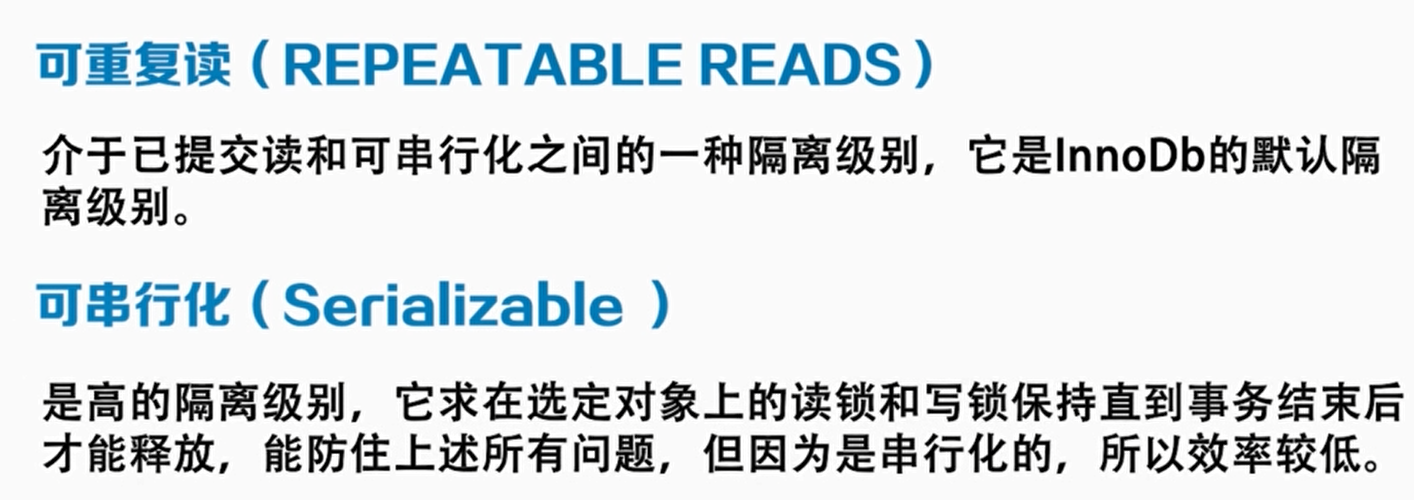 可重复读（REPEATABLE READS）
介于已提交读和可串行化之间的一种隔离级别，它是InnoDb的默认隔
离级别。
可串行化（Serializable ）
是高的隔离级别，它求在选定对象上的读锁和写锁保持直到事务结束后
才能释放，能防住上述所有问题，但因为是串行化的，所以效率较低。